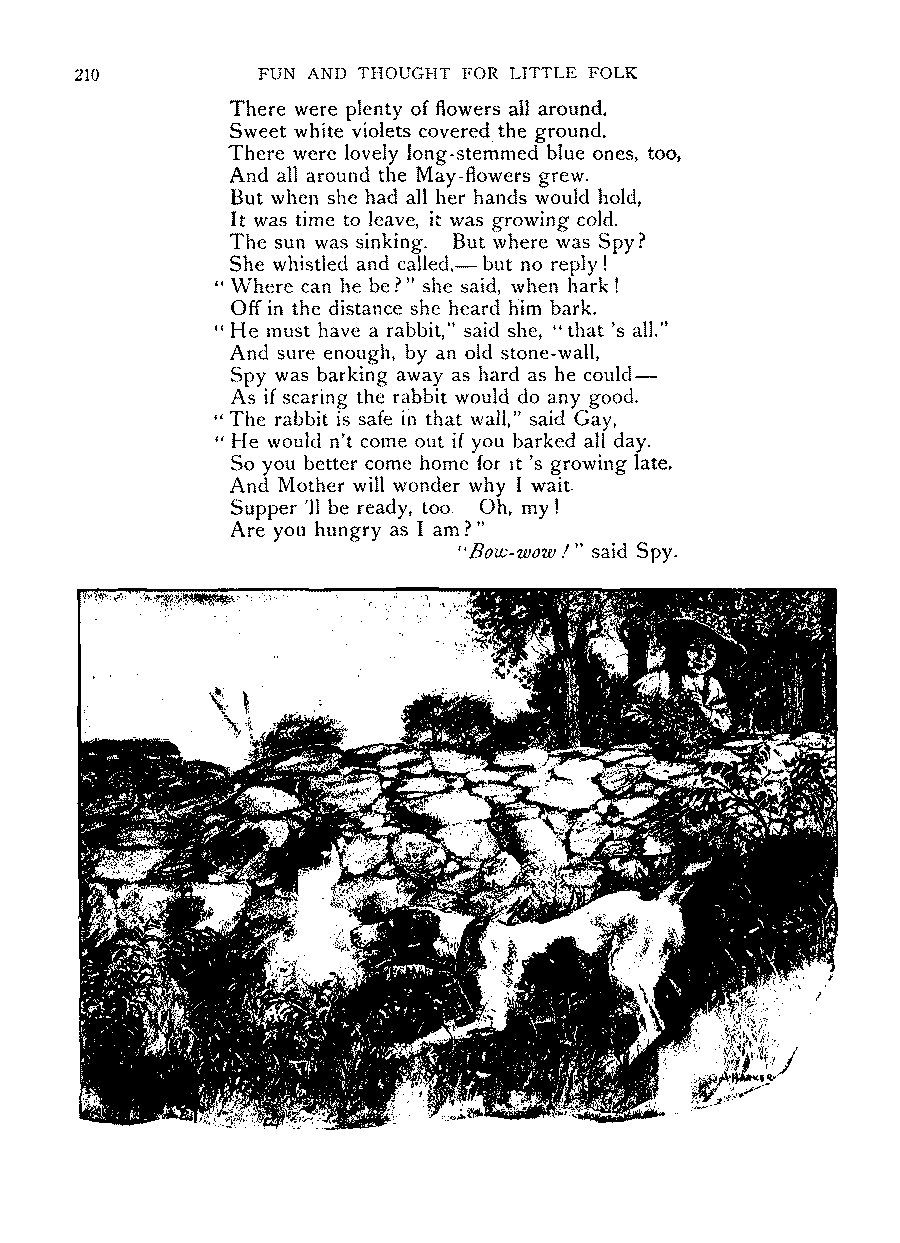 210 FUN AND THOUGHT FOR LITTLE FOLK
There were plenty of flowers all around.
Sweet white violets covered the ground.
There were lovely long-stemmed blue ones, too,
And all around the May-flowers grew.
But when she had all her hands would hold,
It was time to leave, it was growing cold.
The sun was sinking. But where was Spy?
She whistled and called,— but no reply!
“ Where can he be?” she said, when hark!
Off in the distance she heard him bark.
“ He must have a rabbit,” said she, “ that 's all.”
And sure enough, by an old stone-wall,
Spy was barking away as hard as he could—
As if scaring the rabbit would do any good.
“ The rabbit is safe in that wall,” said Gay,
“ He would n't come out if you barked all day.
So you better come home for it 's growing late.
And Mother will wonder why I wait.
Supper 'll be ready, too. Oh, my!
Are you hungry as I am?”
“Bow-wow!” said Spy.